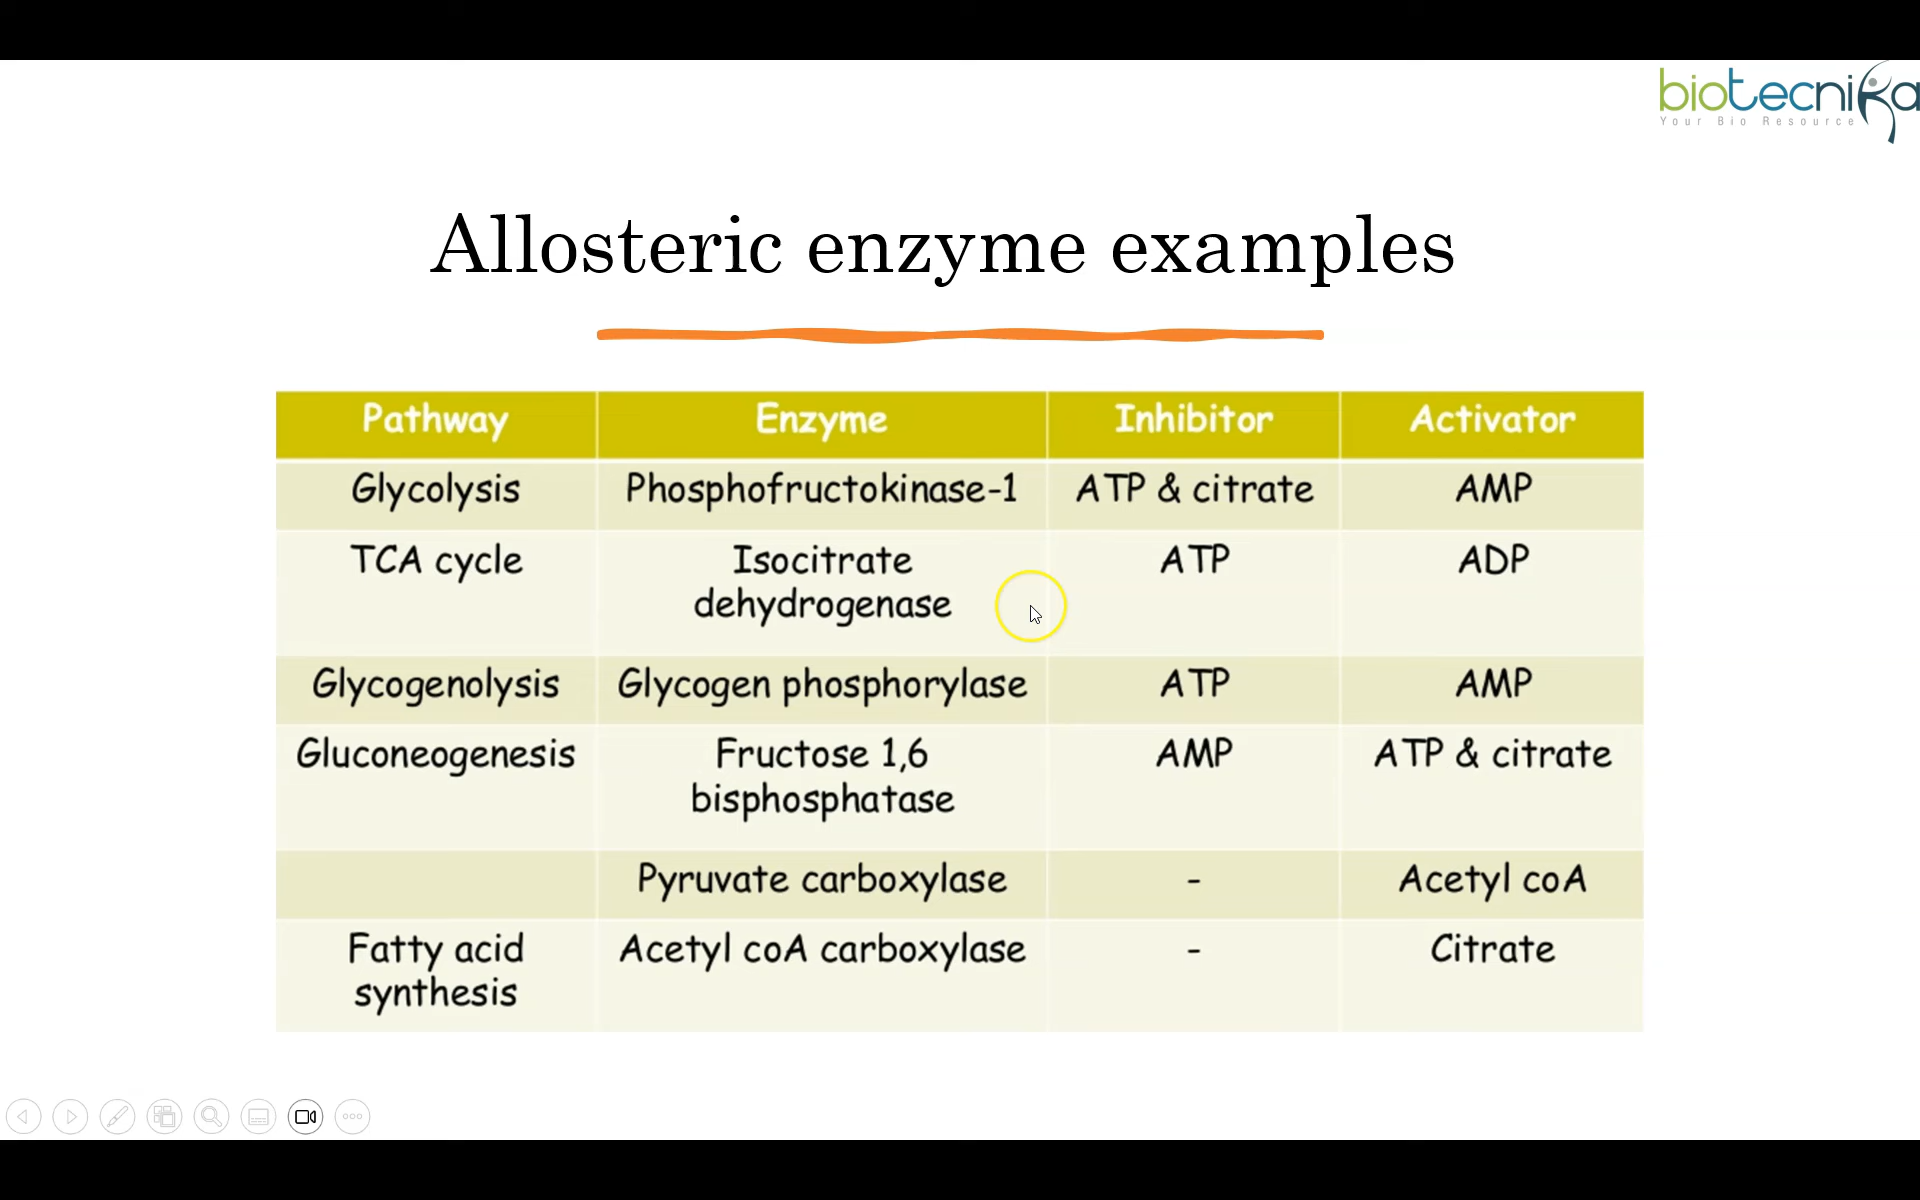 biotecnika
Your Bio Resource
Allosteric enzyme examples
Pathway Enzyme Inhibitor Activator
Glycolysis Phosphofructokinase-1 ATP & citrate AMP
TCA cycle Isocitrate ATP ADP
dehydrogenase
Glycogenolysis Glycogen phosphorylase ATP AMP
Gluconeogenesis Fructose 1,6 AMP ATP & citrate
bisphosphatase
Pyruvate carboxylase - Acetyl coA
Fatty acid Acetyl coA carboxylase - Citrate
synthesis